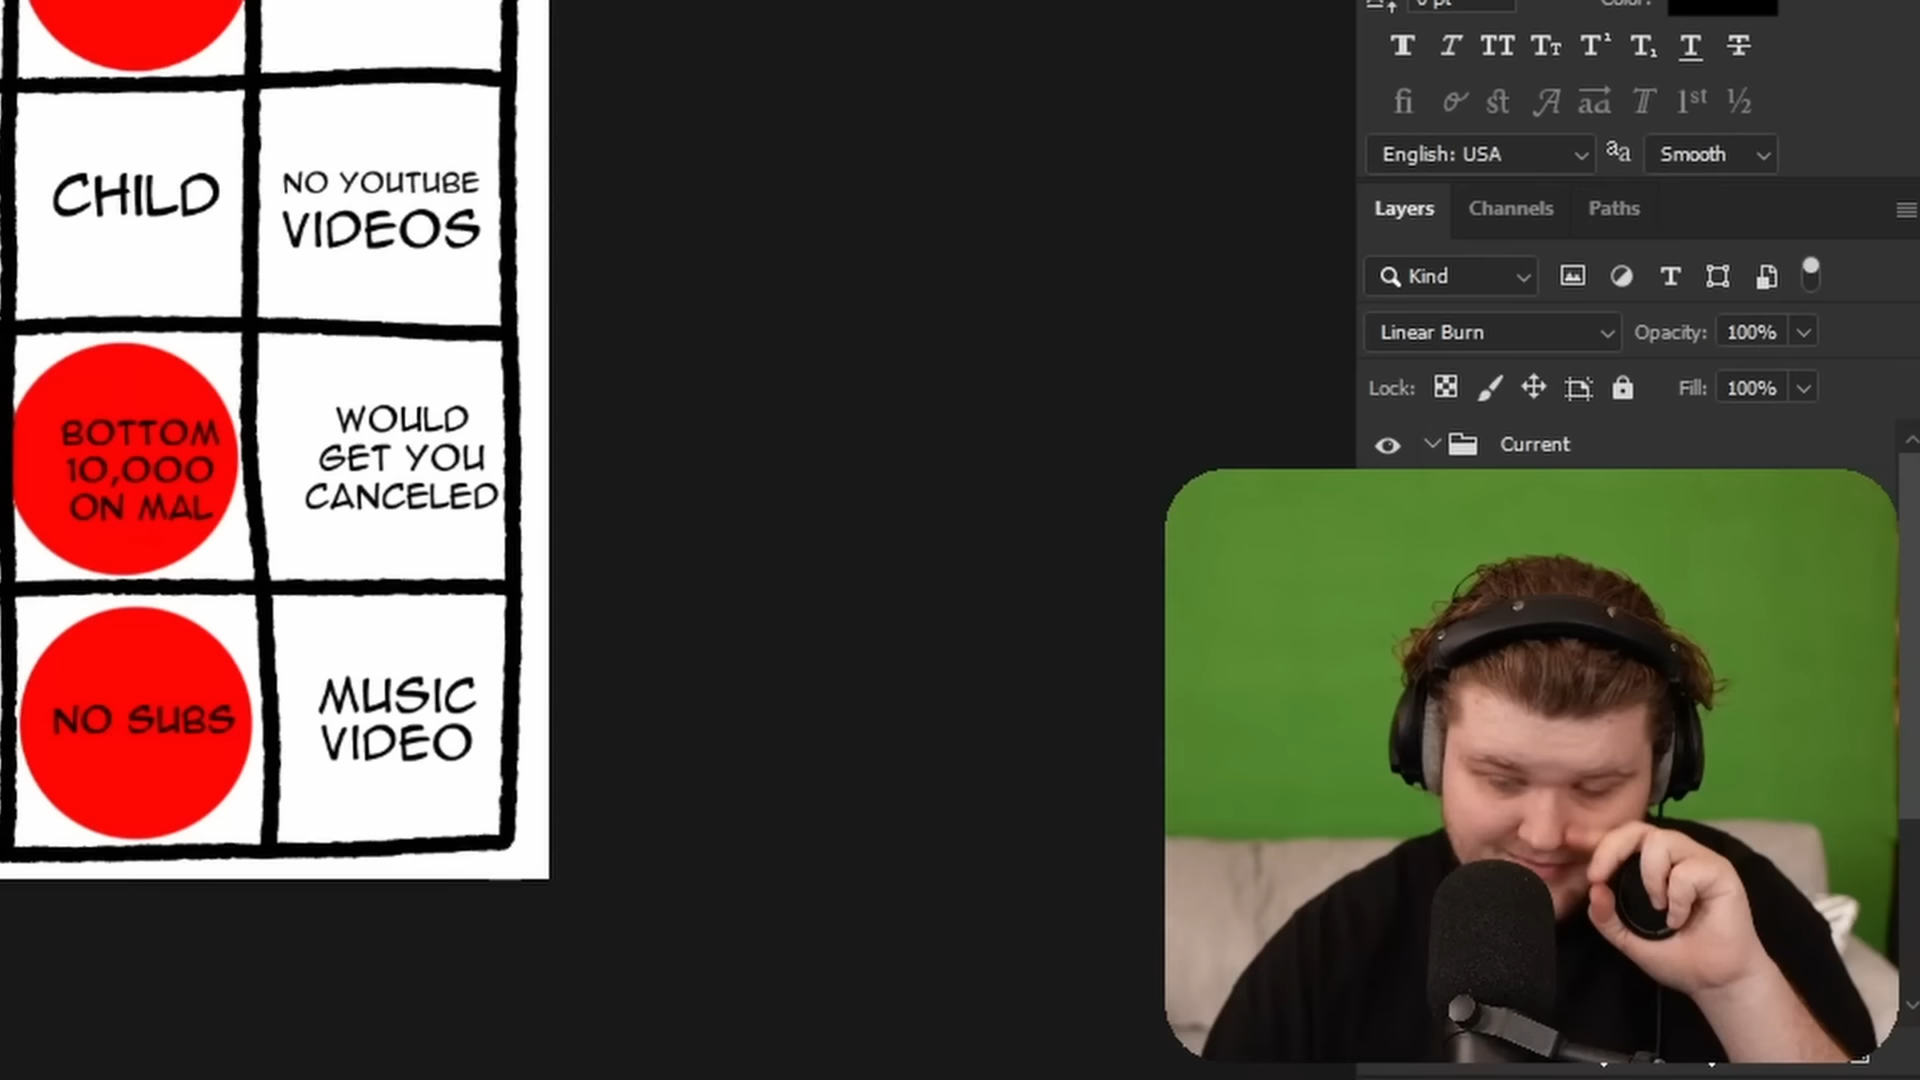 CHILD
NO YOUTUBE
VIDEOS
BOTTOM
10,000
ON MAL
WOULD
GET YOU
CANCELED
NO SUBS
MUSIC
VIDEO
English: USA
Smooth
Layers
Channels
Paths
Kind
Linear Burn
Opacity: 100%
Lock:
Fill: 100%
Current